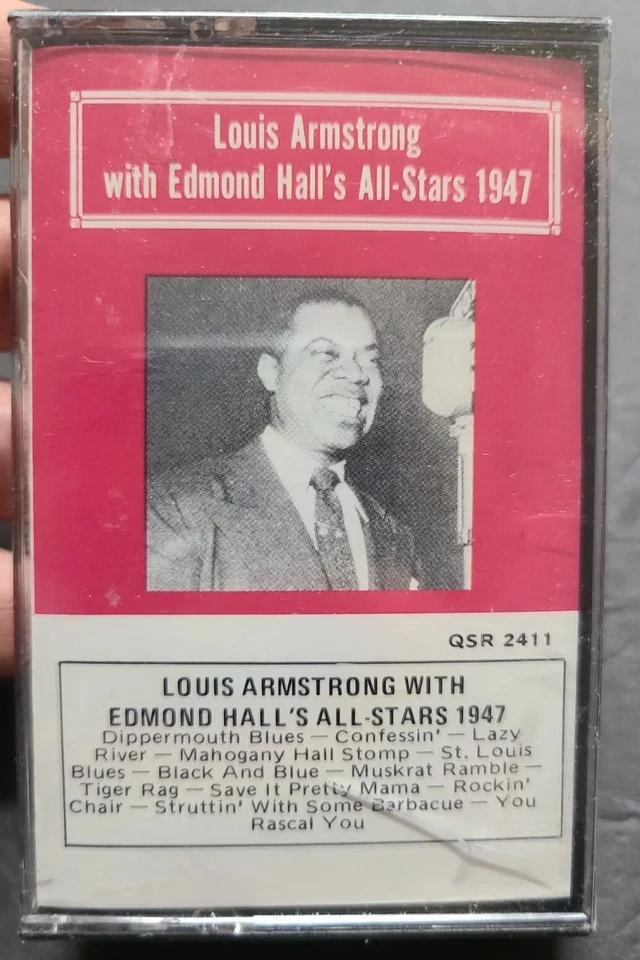 Louis Armstrong
with Edmond Hall's All-Stars 1947
QSR 2411
LOUIS ARMSTRONG WITH
EDMOND HALL'S ALL-STARS 1947
Dippermouth Blues — Confessin' — Lazy
River — Mahogany Hall Stomp — St. Louis
Blues — Black And Blue — Muskrat Ramble —
Tiger Rag — Save It Pretty Mama — Rockin'
Chair — Struttin' With Some Barbacue — You
Rascal You